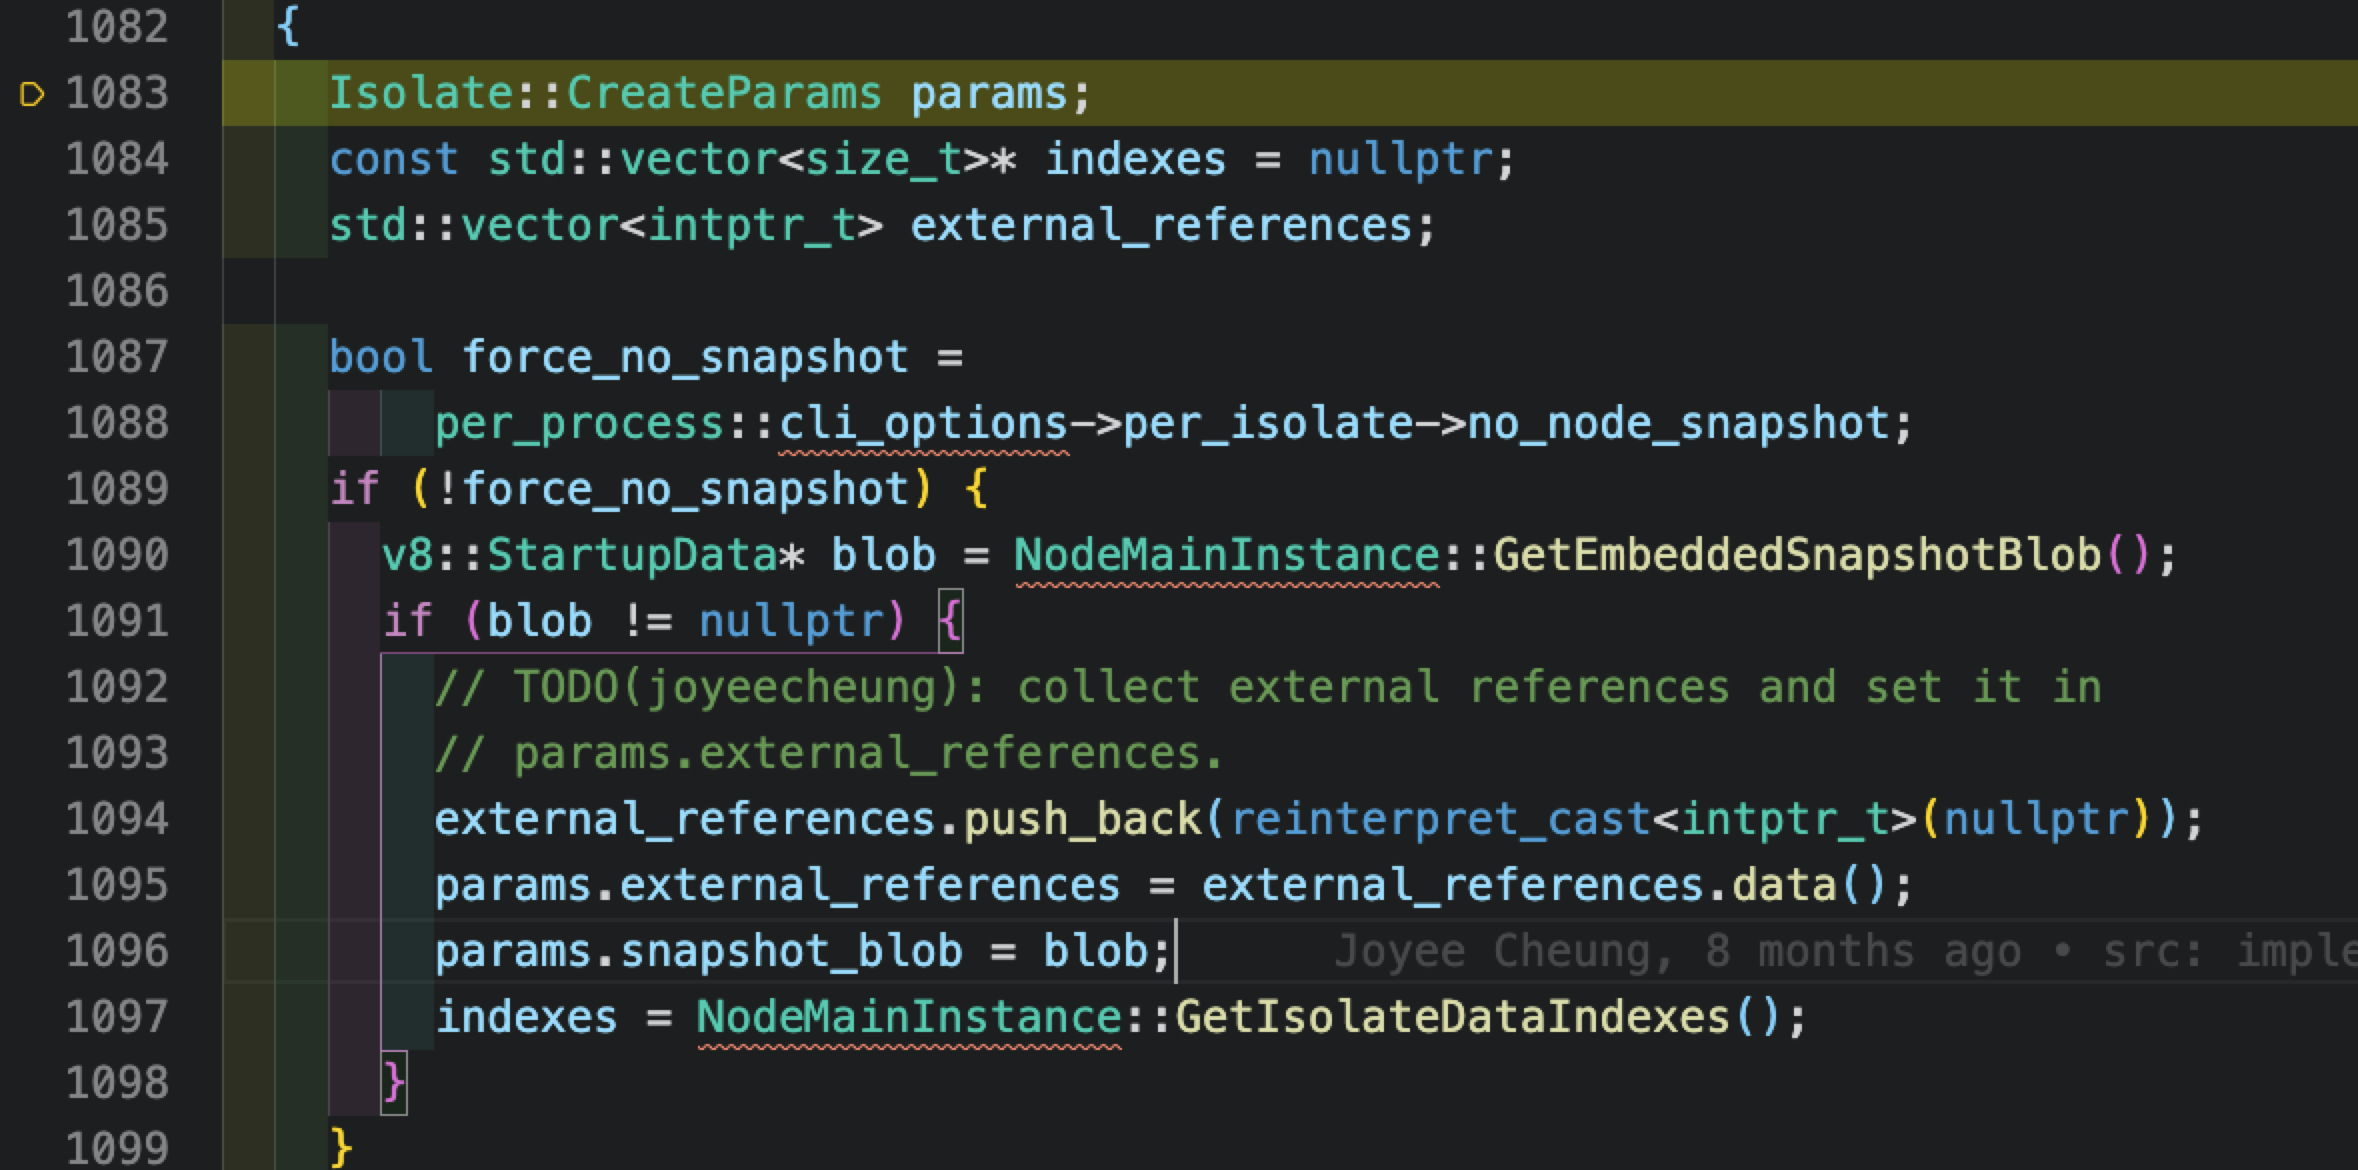 1082 {
1083 Isolate::CreateParams params;
1084 const std::vector<size_t>* indexes = nullptr;
1085 std::vector<intptr_t> external_references;
1086
1087 bool force_no_snapshot =
1088 per_process::cli_options->per_isolate->no_node_snapshot;
1089 if (!force_no_snapshot) {
1090 v8::StartupData* blob = NodeMainInstance::GetEmbeddedSnapshotBlob();
1091 if (blob != nullptr) {
1092 // TODO(joyeecheung): collect external references and set it in
1093 // params.external_references.
1094 external_references.push_back(reinterpret_cast<intptr_t>(nullptr));
1095 params.external_references = external_references.data();
1096 params.snapshot_blob = blob; Joyee Cheung, 8 months ago • src: imple
1097 indexes = NodeMainInstance::GetIsolateDataIndexes();
1098 }
1099 }